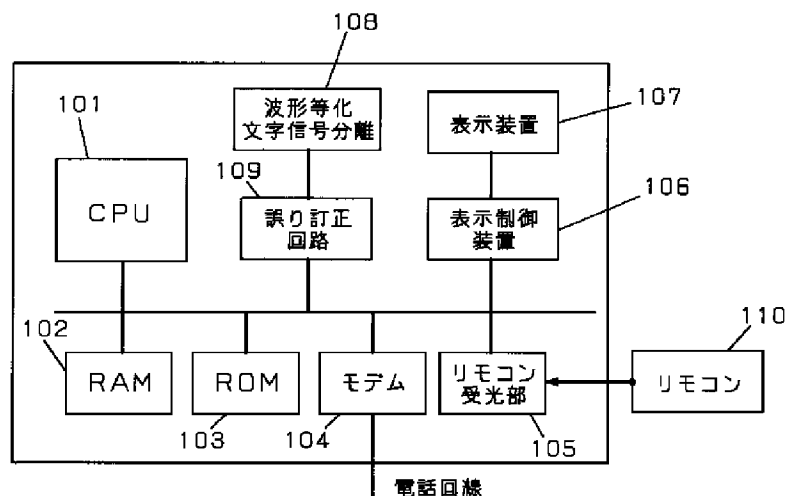 108
101
波形等化
文字信号分離
表示装置
107
109
CPU
誤り訂正
回路
表示制御
装置
106
102
RAM
ROM
モデム
リモコン
受光部
リモコン
110
103
104
105
電話回線